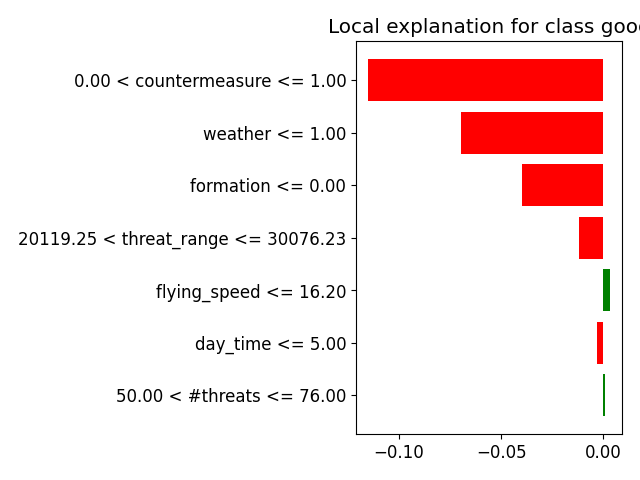 Local explanation for class goo
0.00 < countermeasure <= 1.00
weather <= 1.00
formation <= 0.00
20119.25 < threat_range <= 30076.23
flying_speed <= 16.20
day_time <= 5.00
50.00 < #threats <= 76.00
−0.10 −0.05 0.00